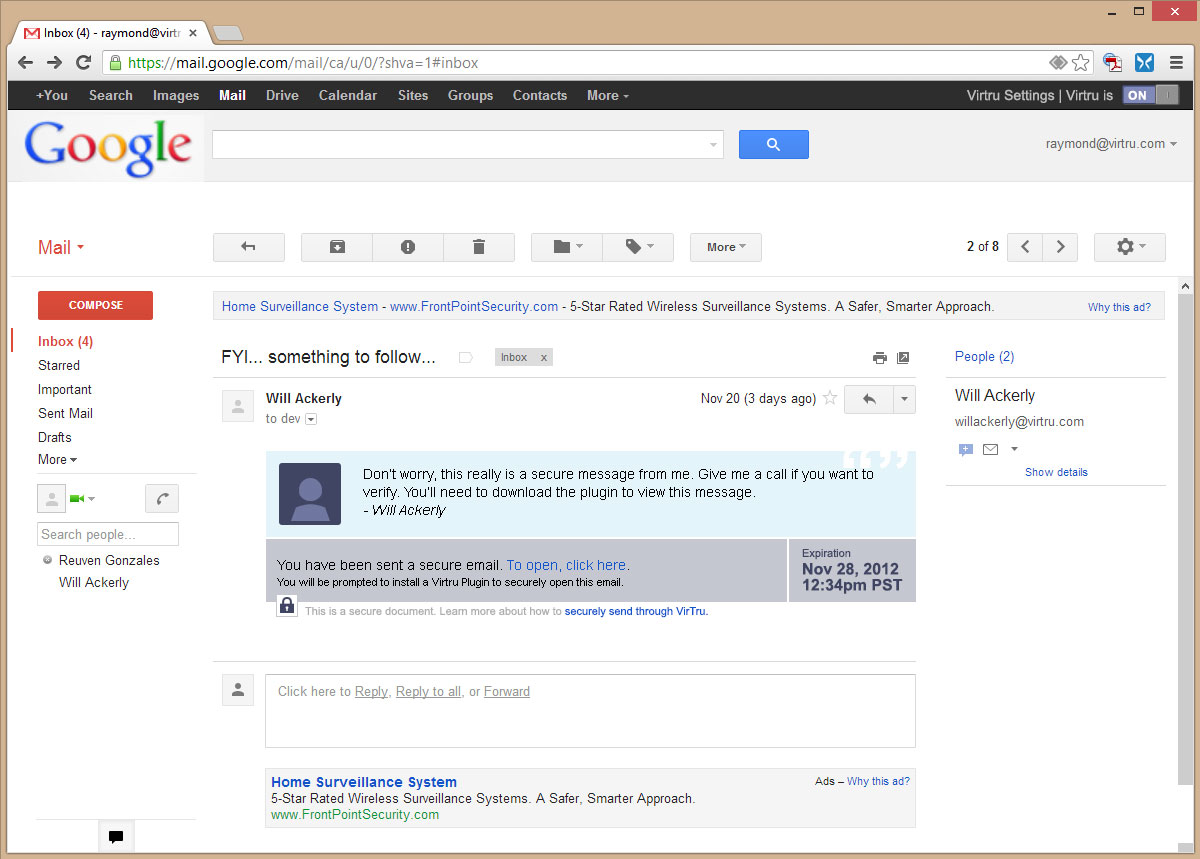 Inbox (4) - raymond@virtr
https://mail.google.com/mail/ca/u/0/?shva=1#inbox
+You Search Images Mail Drive Calendar Sites Groups Contacts More Virtru Settings | Virtru is ON
Google
raymond@virtru.com
Mail
More
2 of 8
COMPOSE
Inbox (4)
Starred
Important
Sent Mail
Drafts
More
Search people...
Reuven Gonzales
Will Ackerly
Home Surveillance System - www.FrontPointSecurity.com - 5-Star Rated Wireless Surveillance Systems. A Safer, Smarter Approach. Why this ad?
FYI... something to follow...
Inbox x
Will Ackerly
Nov 20 (3 days ago)
to dev
Don't worry, this really is a secure message from me. Give me a call if you want to
verify. You'll need to download the plugin to view this message.
- Will Ackerly
You have been sent a secure email. To open, click here.
You will be prompted to install a Virtru Plugin to securely open this email.
Expiration
Nov 28, 2012
12:34pm PST
This is a secure document. Learn more about how to securely send through VirTru.
Click here to Reply, Reply to all, or Forward
Home Surveillance System
Ads – Why this ad?
5-Star Rated Wireless Surveillance Systems. A Safer, Smarter Approach.
www.FrontPointSecurity.com
People (2)
Will Ackerly
willackerly@virtru.com
Show details